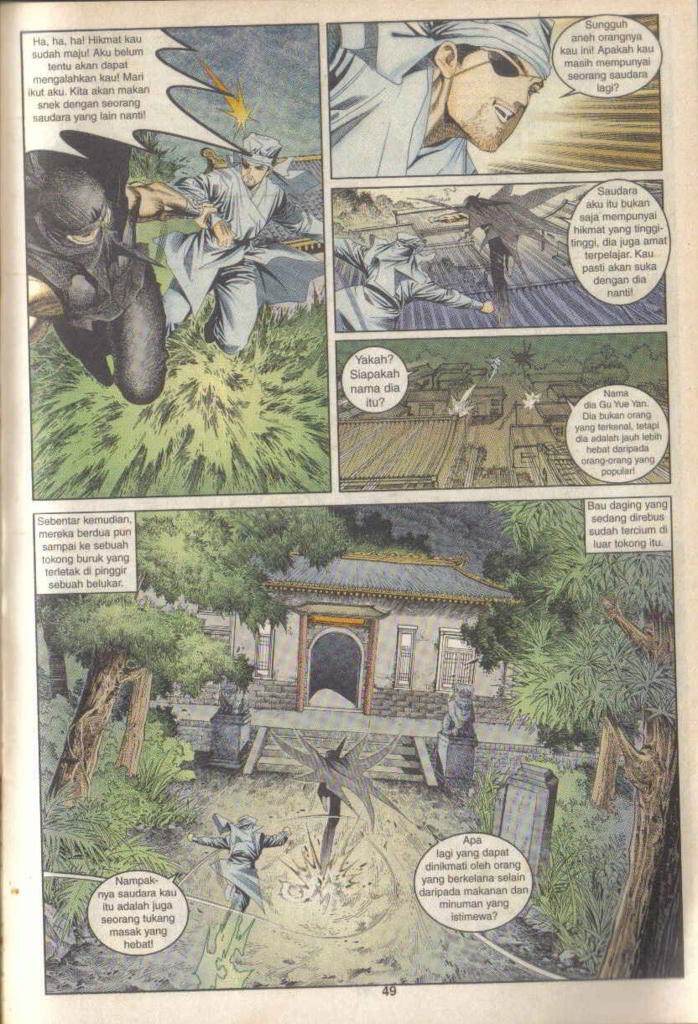 Ha, ha, ha! Hikmat kau
sudah maju! Aku belum
tentu akan dapat
mengalahkan kau! Mari
ikut aku. Kita akan makan
snek dengan seorang
saudara yang lain nanti!
Sungguh
aneh orangnya
kau ini! Apakah kau
masih mempunyai
seorang saudara
lagi?
Saudara
aku itu bukan
saja mempunyai
hikmat yang tinggi-
tinggi, dia juga amat
terpelajar. Kau
pasti akan suka
dengan dia
nanti!
Yakah?
Siapakah
nama dia
itu?
Nama
dia Gu Yue Yan.
Dia bukan orang
yang terkenal, tetapi
dia adalah jauh lebih
hebat daripada
orang-orang yang
popular!
Sebentar kemudian,
mereka berdua pun
sampai ke sebuah
tokong buruk yang
terletak di pinggir
sebuah belukar.
Bau daging yang
sedang direbus
sudah tercium di
luar tokong itu.
Nampak-
nya saudara kau
itu adalah juga
seorang tukang
masak yang
hebat!
Apa
lagi yang dapat
dinikmati oleh orang
yang berkelana selain
daripada makanan dan
minuman yang
istimewa?
49